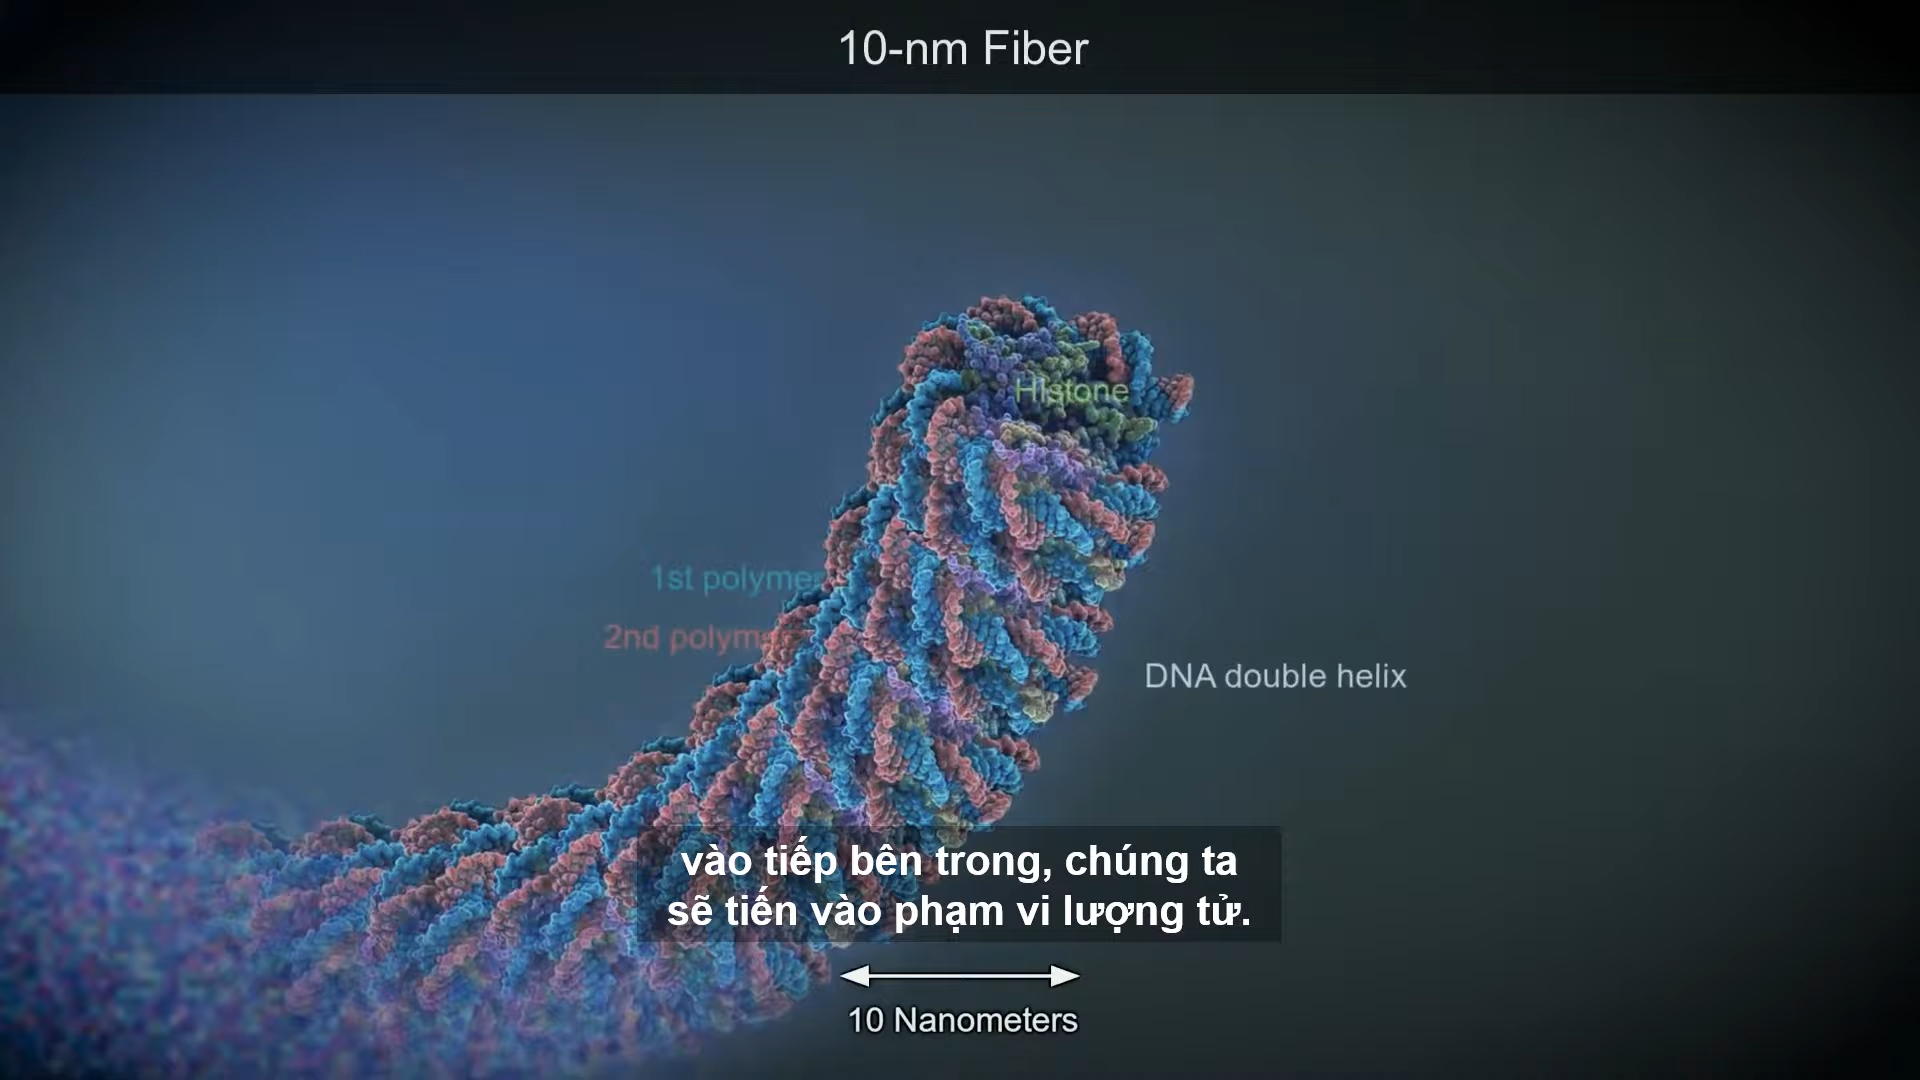 10-nm Fiber
Histone
1st polymer
2nd polymer
DNA double helix
vào tiếp bên trong, chúng ta
sẽ tiến vào phạm vi lượng tử.
10 Nanometers